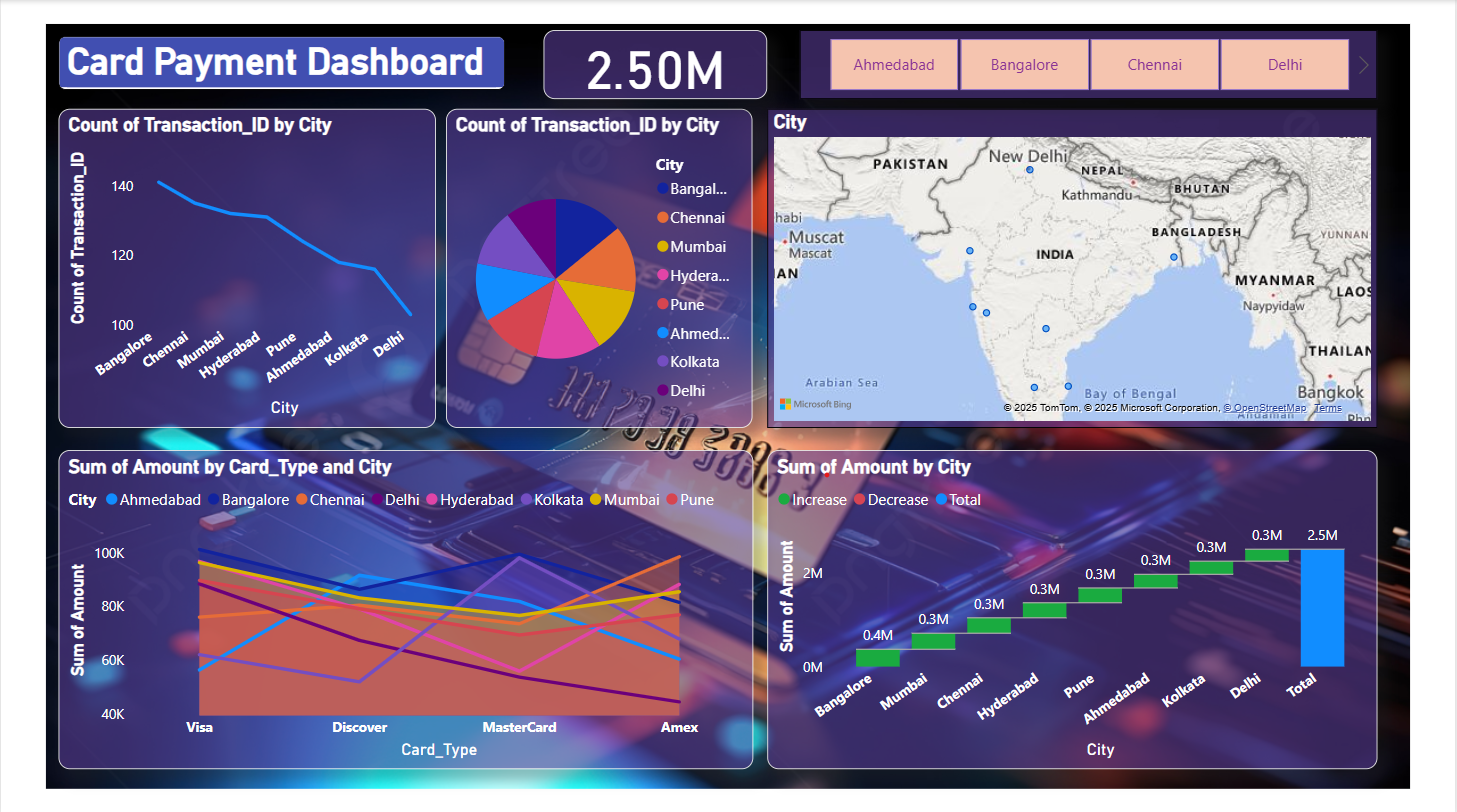 Card Payment Dashboard
2.50M
Ahmedabad
Bangalore
Chennai
Delhi
Count of Transaction_ID by City
Count of Transaction_ID
140
120
100
Bangalore
Chennai
Mumbai
Hyderabad
Pune
Ahmedabad
Kolkata
Delhi
City
Count of Transaction_ID by City
City
Bangal...
Chennai
Mumbai
Hydera...
Pune
Ahmed...
Kolkata
Delhi
City
PAKISTAN
New Delhi
NEPAL
Kathmandu
BHUTAN
habi
Muscat
Mascat
BANGLADESH
YUNNAN
AN
INDIA
MYANMAR
LAOS
Naypyidaw
THAILAN
Arabian Sea
Bay of Bengal
Bangkok
Microsoft Bing
© 2025 TomTom, © 2025 Microsoft Corporation, © OpenStreetMap Terms
Andaman
Sum of Amount by Card_Type and City
City Ahmedabad Bangalore Chennai Delhi Hyderabad Kolkata Mumbai Pune
Sum of Amount
100K
80K
60K
40K
Visa
Discover
MasterCard
Amex
Card_Type
Sum of Amount by City
Increase Decrease Total
Sum of Amount
2M
0M
0.4M
0.3M
0.3M
0.3M
0.3M
0.3M
0.3M
0.3M
2.5M
Bangalore
Mumbai
Chennai
Hyderabad
Pune
Ahmedabad
Kolkata
Delhi
Total
City